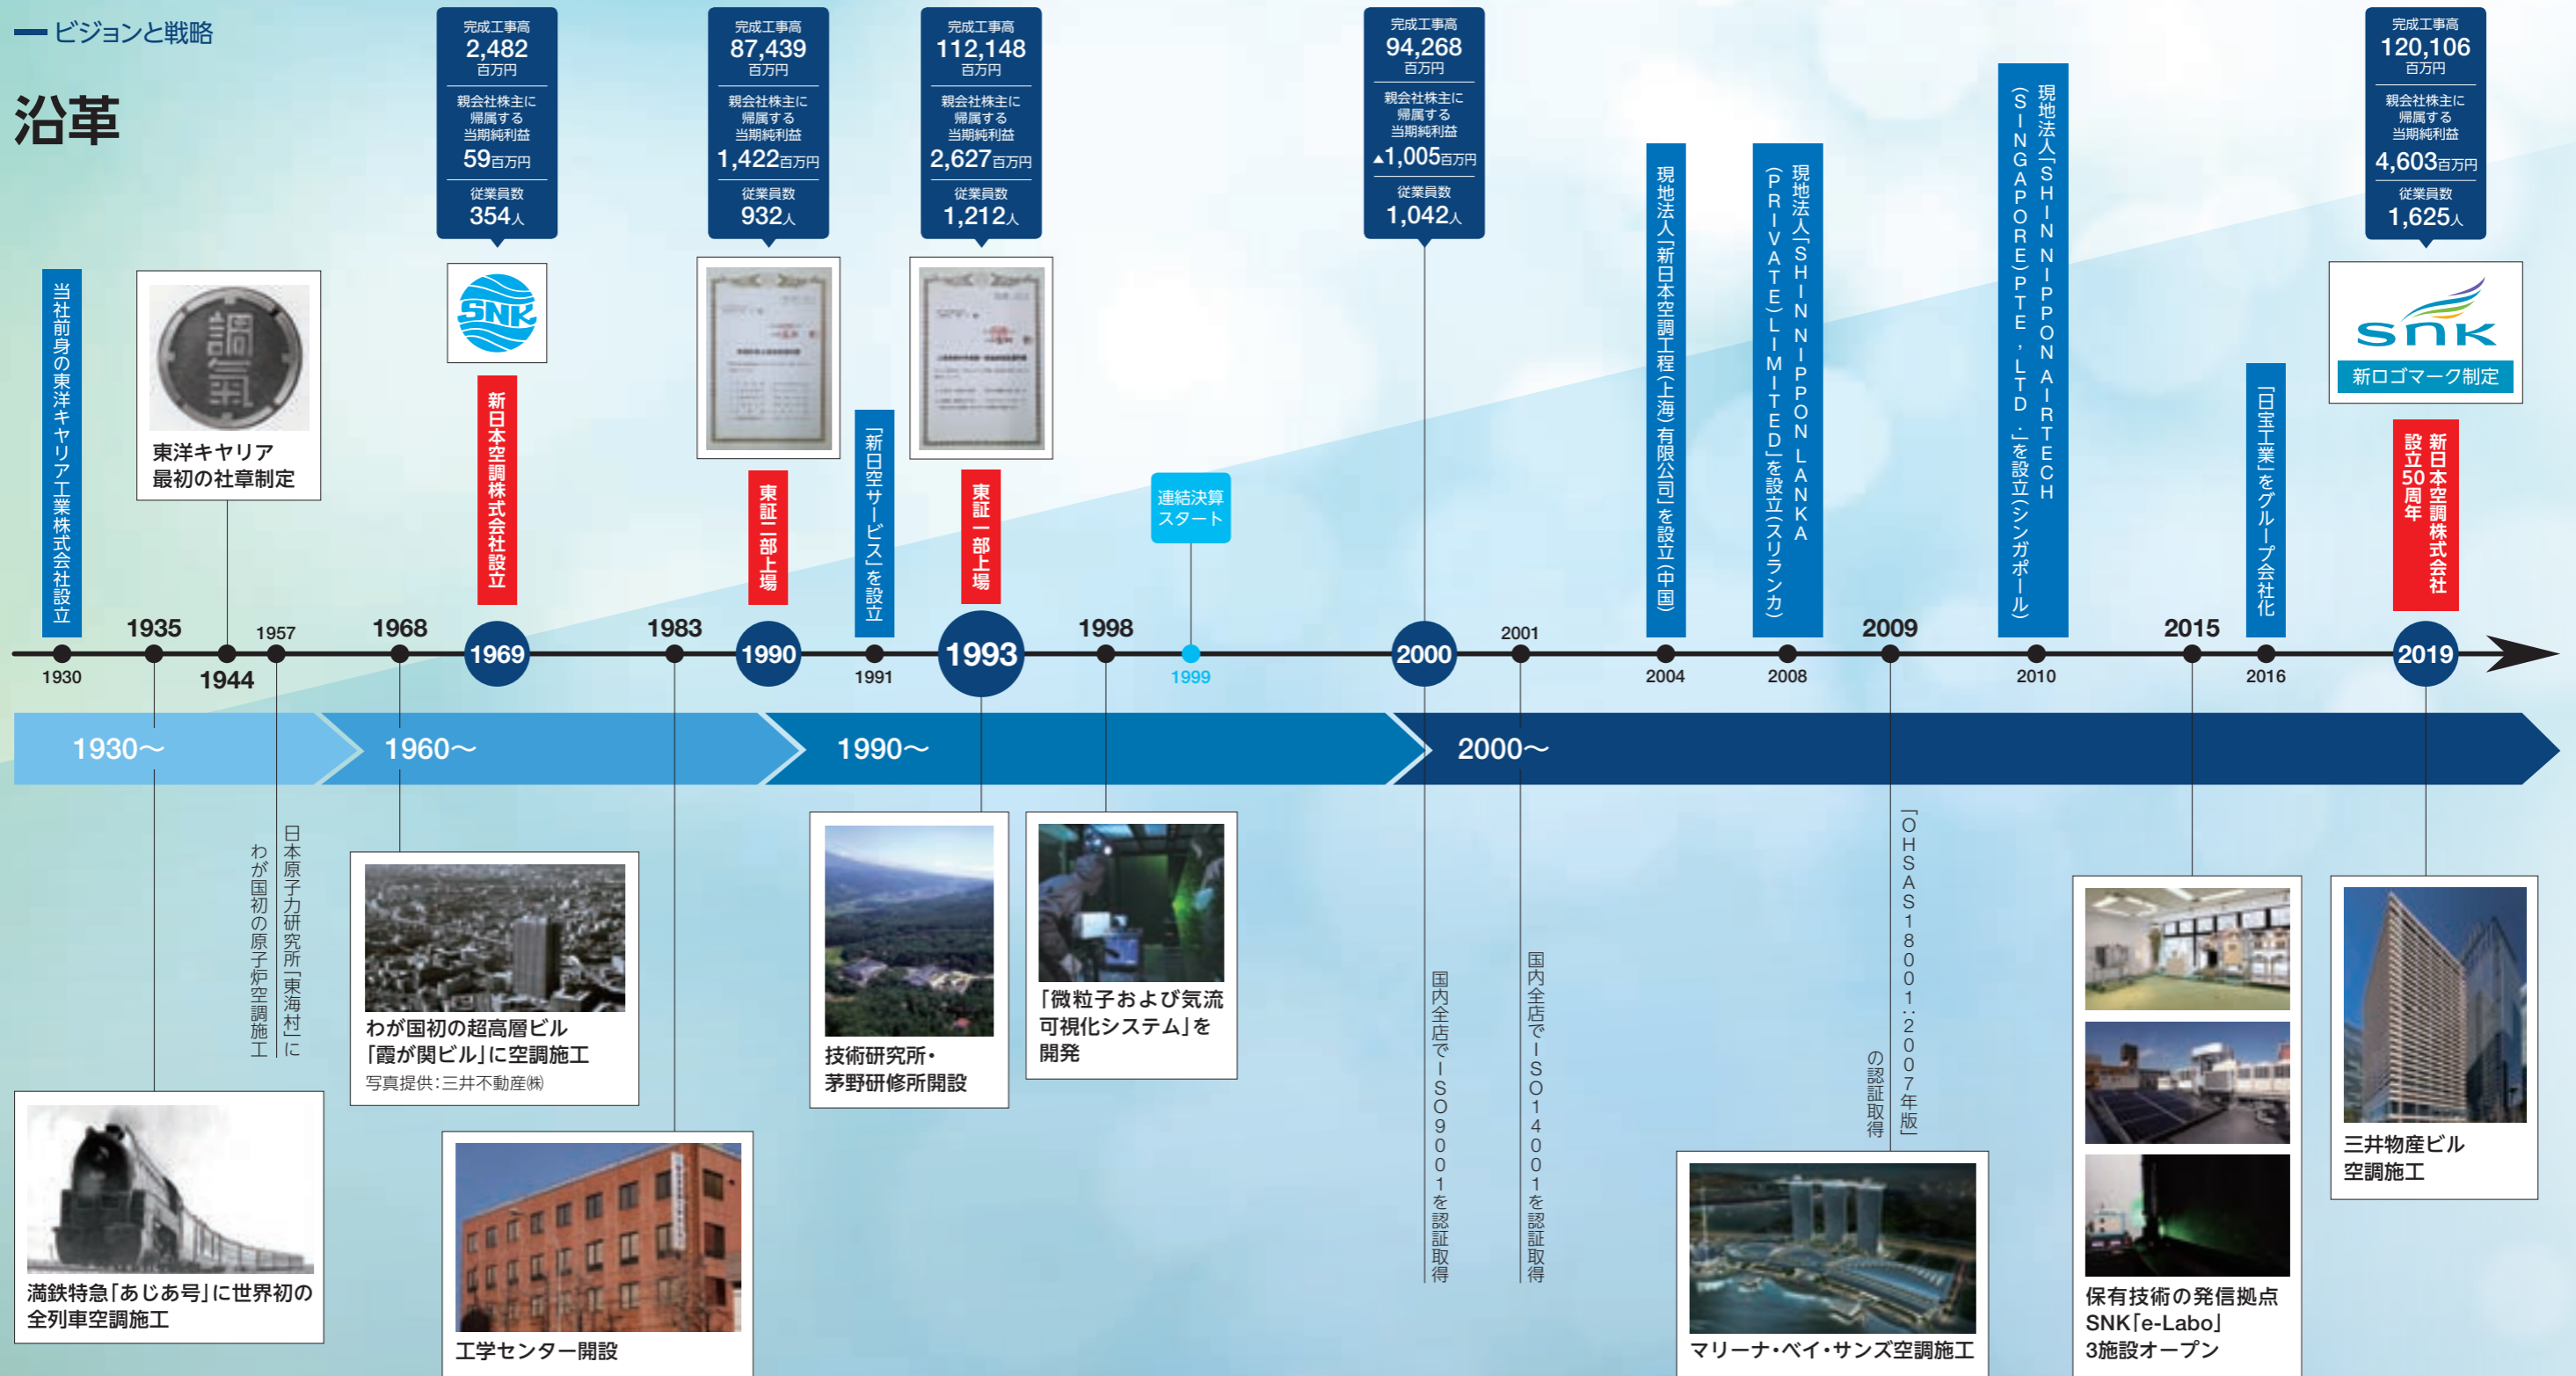 ビジョンと戦略
沿革
完成工事高
2,482
百万円
親会社株主に
帰属する
当期純利益
59百万円
従業員数
354人
完成工事高
87,439
百万円
親会社株主に
帰属する
当期純利益
1,422百万円
従業員数
932人
完成工事高
112,148
百万円
親会社株主に
帰属する
当期純利益
2,627百万円
従業員数
1,212人
完成工事高
94,268
百万円
親会社株主に
帰属する
当期純利益
▲1,005百万円
従業員数
1,042人
完成工事高
120,106
百万円
親会社株主に
帰属する
当期純利益
4,603百万円
従業員数
1,625人
当社前身の東洋キヤリア工業株式会社設立
調氣
東洋キヤリア
最初の社章制定
SNK
新日本空調株式会社設立
東証二部上場
「新日空サービス」を設立
東証一部上場
連結決算
スタート
現地法人「新日本空調工程(上海)有限公司」を設立(中国)
現地法人「SHIN NIPPON LANKA
(PRIVATE)LIMITED」を設立(スリランカ)
現地法人「SHIN NIPPON AIRTECH
(SINGAPORE)PTE,LTD.」を設立(シンガポール)
「日宝工業」をグループ会社化
snk
新ロゴマーク制定
新日本空調株式会社
設立50周年
1930
1935
1944
1957
1968
1969
1983
1990
1991
1993
1998
1999
2000
2001
2004
2008
2009
2010
2015
2016
2019
1930～
1960～
1990～
2000～
満鉄特急「あじあ号」に世界初の
全列車空調施工
日本原子力研究所「東海村」に
わが国初の原子炉空調施工
わが国初の超高層ビル
「霞が関ビル」に空調施工
写真提供：三井不動産㈱
工学センター開設
技術研究所・
茅野研修所開設
「微粒子および気流
可視化システム」を
開発
国内全店でISO9001を認証取得
国内全店でISO14001を認証取得
「OHSAS18001:2007年版」
の認証取得
マリーナ・ベイ・サンズ空調施工
保有技術の発信拠点
SNK「e-Labo」
3施設オープン
三井物産ビル
空調施工